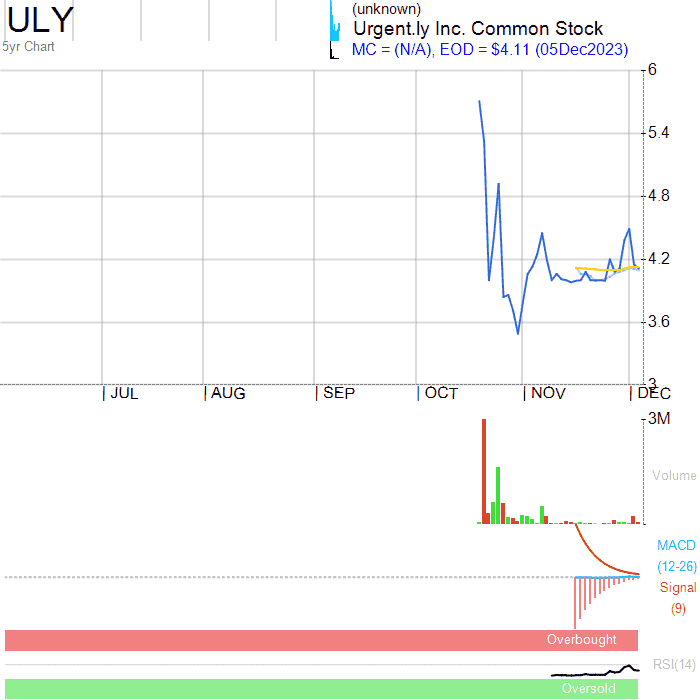 ULY
5yr Chart
(unknown)
Urgent.ly Inc. Common Stock
MC = (N/A), EOD = $4.11 (05Dec2023)
6
5.4
4.8
4.2
3.6
3
JUL AUG SEP OCT NOV DEC
3M
Volume
MACD
(12-26)
Signal
(9)
Overbought
RSI(14)
Oversold